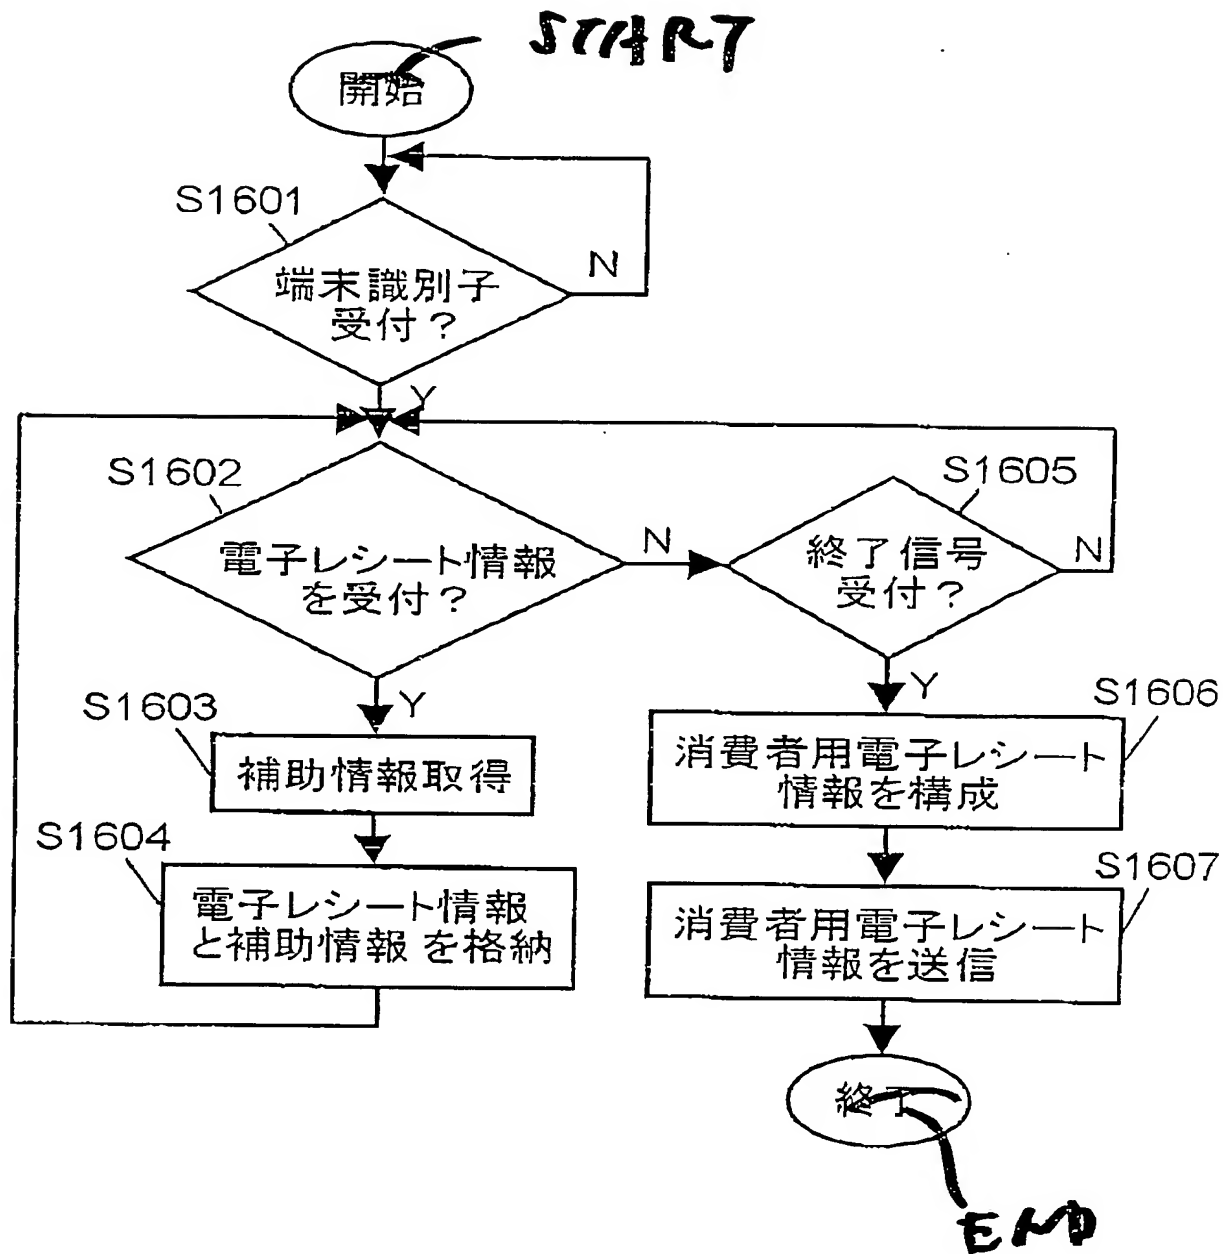 START
開始
S1601
端末識別子
受付？
N
Y
S1602
電子レシート情報
を受付？
N
Y
S1605
終了信号
受付？
N
Y
S1603
補助情報取得
S1606
消費者用電子レシート
情報を構成
S1604
電子レシート情報
と補助情報 を格納
S1607
消費者用電子レシート
情報を送信
終了
END